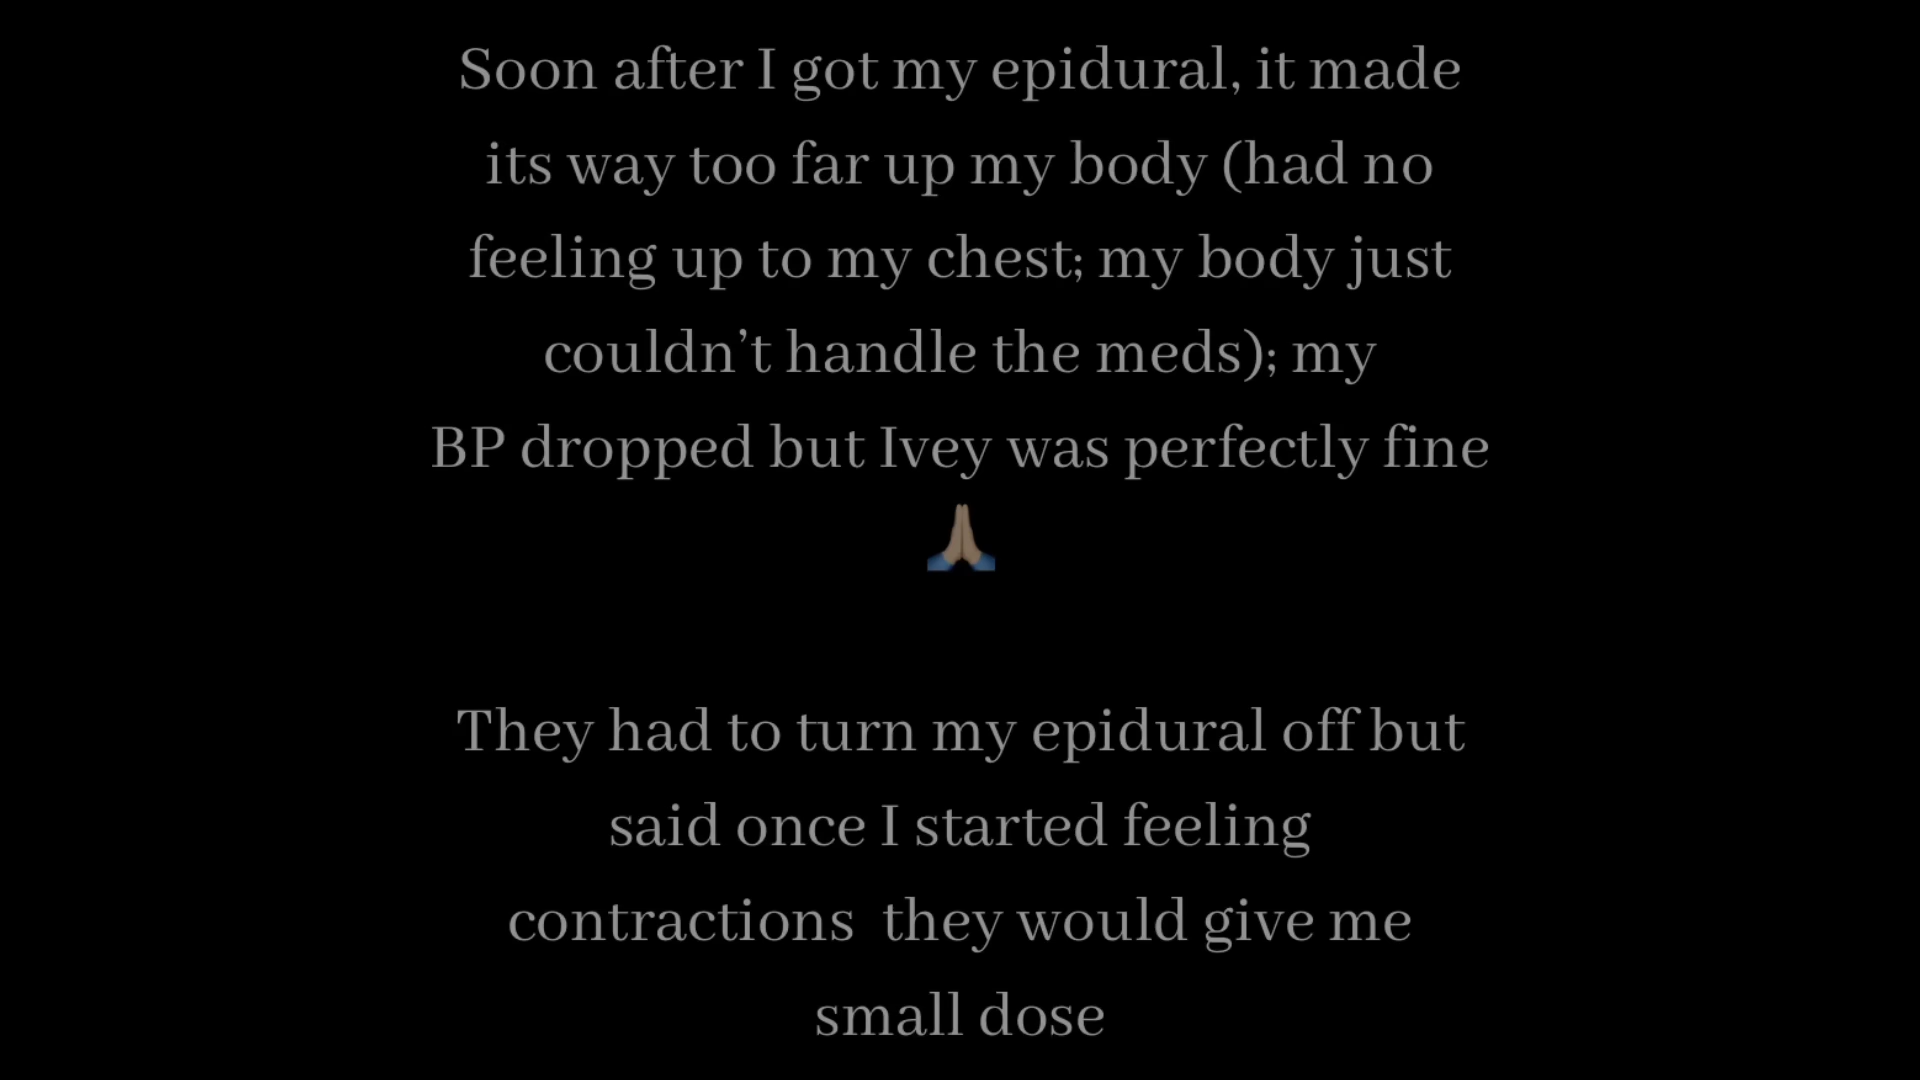 Soon after I got my epidural, it made
its way too far up my body (had no
feeling up to my chest; my body just
couldn’t handle the meds); my
BP dropped but Ivey was perfectly fine
🙏🏽
They had to turn my epidural off but
said once I started feeling
contractions  they would give me
small dose